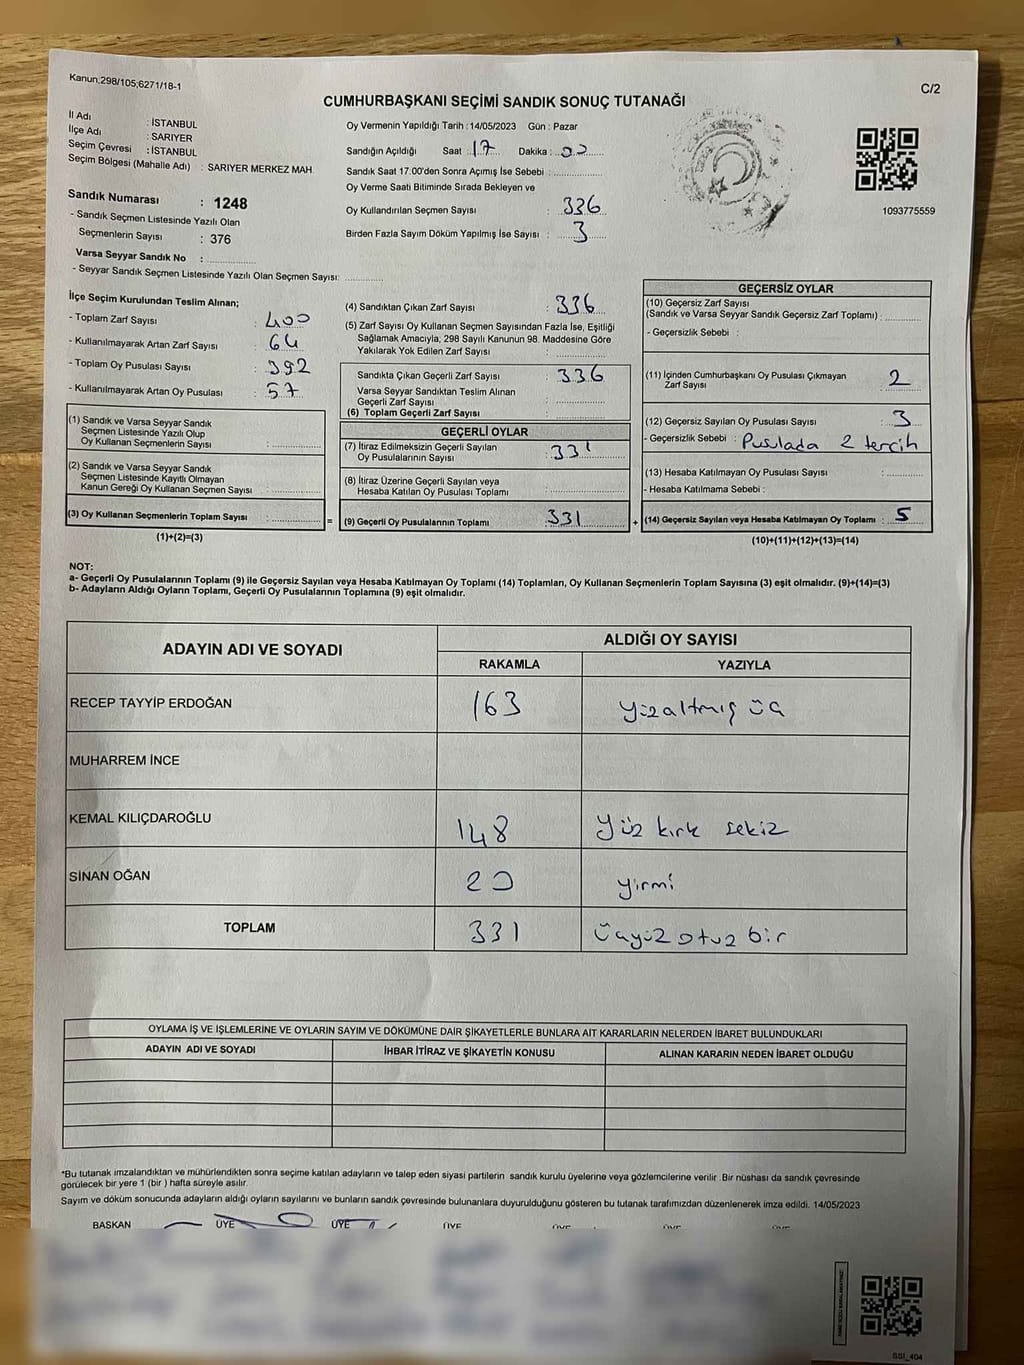 Kanun;298/105;6271/18-1
C/2
CUMHURBAŞKANI SEÇİMİ SANDIK SONUÇ TUTANAĞI
İl Adı : İSTANBUL
İlçe Adı : SARIYER
Seçim Çevresi : İSTANBUL
Seçim Bölgesi (Mahalle Adı) : SARIYER MERKEZ MAH
Sandık Numarası : 1248
- Sandık Seçmen Listesinde Yazılı Olan
Seçmenlerin Sayısı : 376
Varsa Seyyar Sandık No :
- Seyyar Sandık Seçmen Listesinde Yazılı Olan Seçmen Sayısı:
Oy Vermenin Yapıldığı Tarih :14/05/2023 Gün : Pazar
Sandığın Açıldığı Saat 17 Dakika : 00
Sandık Saat 17.00'den Sonra Açımış İse Sebebi :
Oy Verme Saati Bitiminde Sırada Bekleyen ve
Oy Kullandırılan Seçmen Sayısı : 336
Birden Fazla Sayım Döküm Yapılmış İse Sayısı : 3
1093775559
İlçe Seçim Kurulundan Teslim Alınan;
- Toplam Zarf Sayısı : 400
- Kullanılmayarak Artan Zarf Sayısı : 64
- Toplam Oy Pusulası Sayısı : 392
- Kullanılmayarak Artan Oy Pusulası : 57
(1) Sandık ve Varsa Seyyar Sandık
Seçmen Listesinde Yazılı Olup
Oy Kullanan Seçmenlerin Sayısı :
(2) Sandık ve Varsa Seyyar Sandık
Seçmen Listesinde Kayıtlı Olmayan
Kanun Gereği Oy Kullanan Seçmen Sayısı :
(3) Oy Kullanan Seçmenlerin Toplam Sayısı :
(1)+(2)=(3)
=
(4) Sandıktan Çıkan Zarf Sayısı : 336
(5) Zarf Sayısı Oy Kullanan Seçmen Sayısından Fazla İse, Eşitliği
Sağlamak Amacıyla, 298 Sayılı Kanunun 98. Maddesine Göre
Yakılarak Yok Edilen Zarf Sayısı :
Sandıkta Çıkan Geçerli Zarf Sayısı : 336
Varsa Seyyar Sandıktan Teslim Alınan
Geçerli Zarf Sayısı :
(6) Toplam Geçerli Zarf Sayısı :
GEÇERLİ OYLAR
(7) İtiraz Edilmeksizin Geçerli Sayılan
Oy Pusulalarının Sayısı : 331
(8) İtiraz Üzerine Geçerli Sayılan veya
Hesaba Katılan Oy Pusulası Toplamı :
(9) Geçerli Oy Pusulalarının Toplamı : 331
+
GEÇERSİZ OYLAR
(10) Geçersiz Zarf Sayısı
(Sandık ve Varsa Seyyar Sandık Geçersiz Zarf Toplamı) :
- Geçersizlik Sebebi :
(11) İçinden Cumhurbaşkanı Oy Pusulası Çıkmayan
Zarf Sayısı : 2
(12) Geçersiz Sayılan Oy Pusulası Sayısı : 3
- Geçersizlik Sebebi : Pusulada 2 tercih
(13) Hesaba Katılmayan Oy Pusulası Sayısı :
- Hesaba Katılmama Sebebi :
(14) Geçersiz Sayılan veya Hesaba Katılmayan Oy Toplamı : 5
(10)+(11)+(12)+(13)=(14)
NOT:
a- Geçerli Oy Pusulalarının Toplamı (9) ile Geçersiz Sayılan veya Hesaba Katılmayan Oy Toplamı (14) Toplamları, Oy Kullanan Seçmenlerin Toplam Sayısına (3) eşit olmalıdır. (9)+(14)=(3)
b- Adayların Aldığı Oyların Toplamı, Geçerli Oy Pusulalarının Toplamına (9) eşit olmalıdır.
ADAYIN ADI VE SOYADI
ALDIĞI OY SAYISI
RAKAMLA YAZIYLA
RECEP TAYYİP ERDOĞAN 163 yüzaltmış üç
MUHARREM İNCE
KEMAL KILIÇDAROĞLU 148 Yüz kırk sekiz
SİNAN OĞAN 20 yirmi
TOPLAM 331 üçyüz otuz bir
OYLAMA İŞ VE İŞLEMLERİNE VE OYLARIN SAYIM VE DÖKÜMÜNE DAİR ŞİKAYETLERLE BUNLARA AİT KARARLARIN NELERDEN İBARET BULUNDUKLARI
ADAYIN ADI VE SOYADI İHBAR İTİRAZ VE ŞİKAYETİN KONUSU ALINAN KARARIN NEDEN İBARET OLDUĞU
*Bu tutanak imzalandıktan ve mühürlendikten sonra seçime katılan adayların ve talep eden siyasi partilerin sandık kurulu üyelerine veya gözlemcilerine verilir .Bir nüshası da sandık çevresinde
görülecek bir yere 1 (bir ) hafta süreyle asılır.
Sayım ve döküm sonucunda adayların aldığı oyların sayılarını ve bunların sandık çevresinde bulunanlara duyurulduğunu gösteren bu tutanak tarafımızdan düzenlenerek imza edildi. 14/05/2023
BAŞKAN ÜYE ÜYE ÜYE ÜYE ÜYE ÜYE
SSI_404